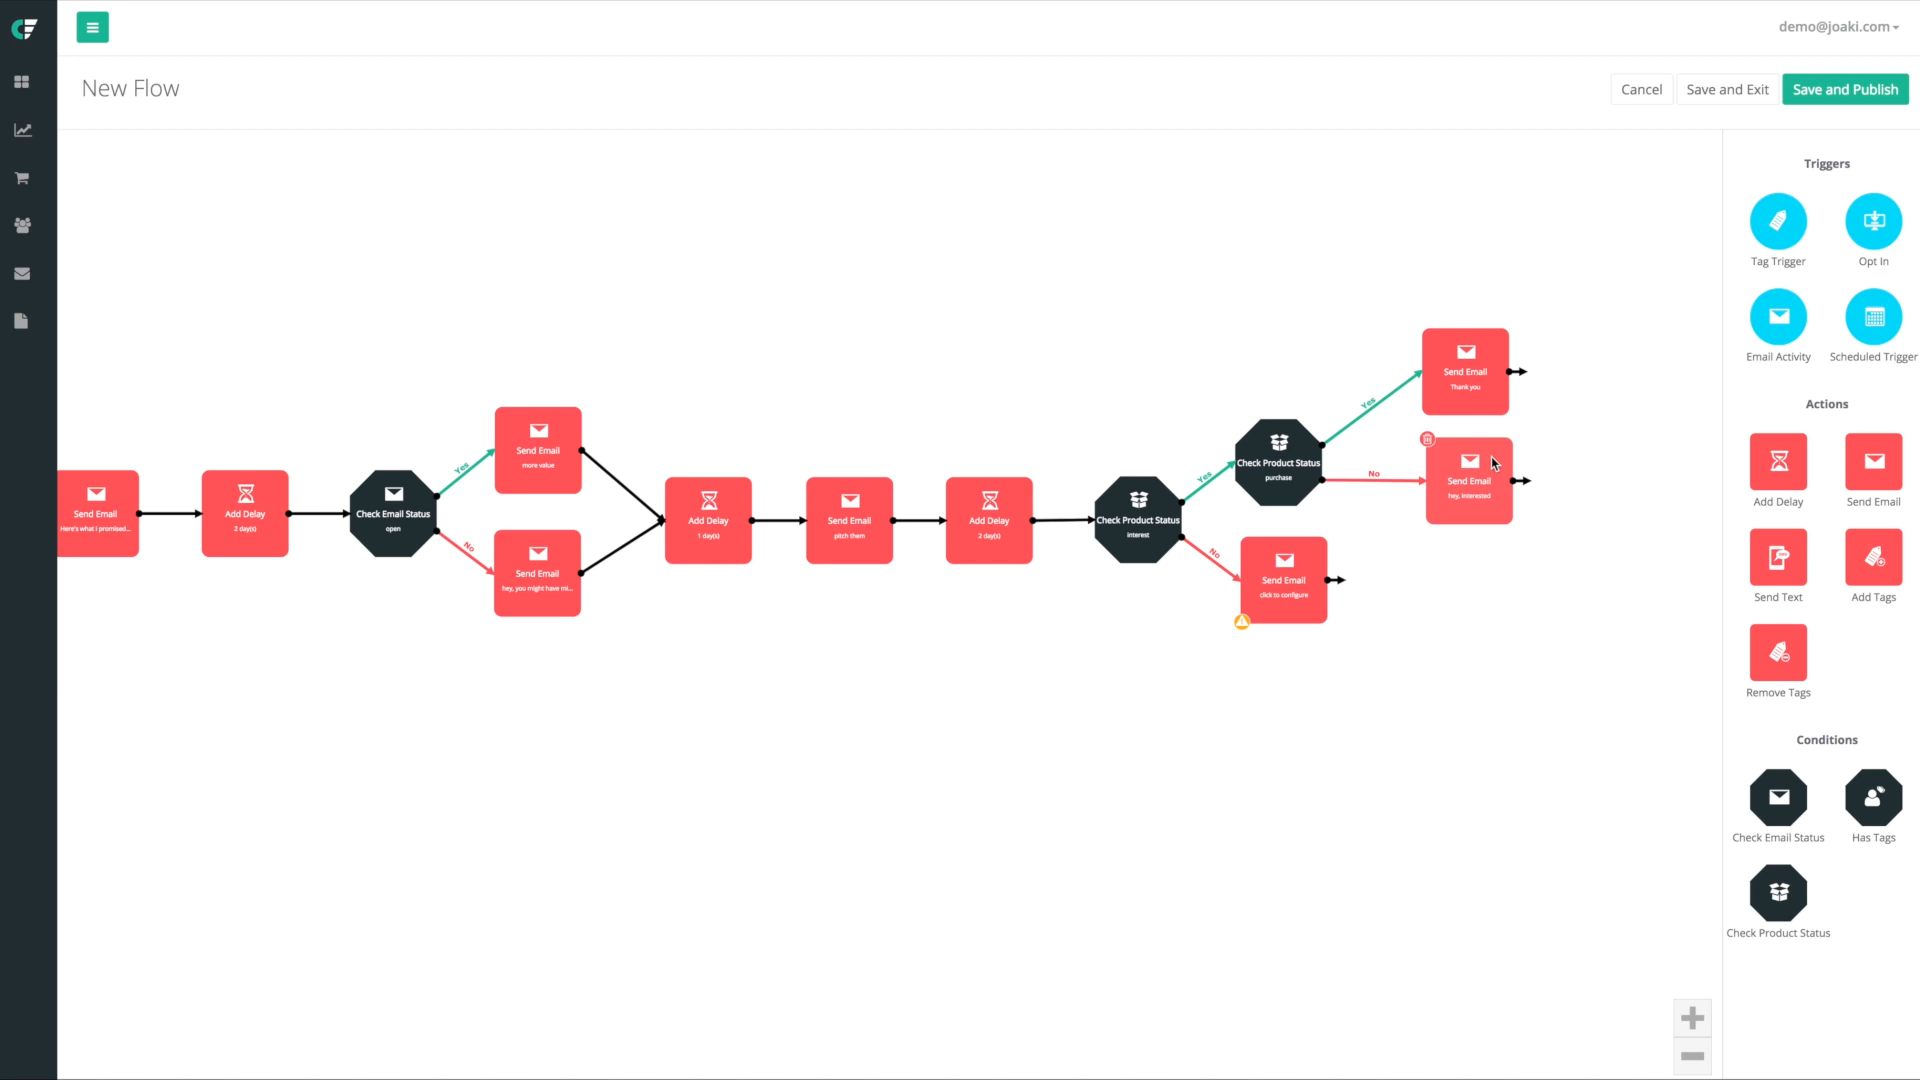 demo@joaki.com
New Flow
Cancel
Save and Exit
Save and Publish
Triggers
Tag Trigger
Opt In
Email Activity
Scheduled Trigger
Actions
Add Delay
Send Email
Send Text
Add Tags
Remove Tags
Conditions
Check Email Status
Has Tags
Check Product Status
Send Email
Here's what I promised...
Add Delay
2 day(s)
Check Email Status
open
Yes
No
Send Email
more value
Send Email
hey, you might have mi...
Add Delay
1 day(s)
Send Email
pitch them
Add Delay
2 day(s)
Check Product Status
interest
Yes
No
Check Product Status
purchase
Yes
No
Send Email
Thank you
Send Email
hey, interested
Send Email
click to configure